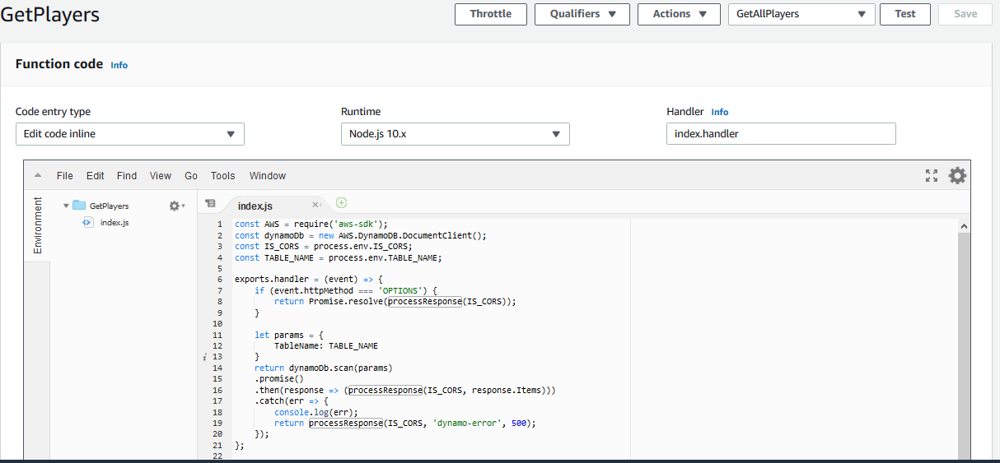 GetPlayers
Throttle
Qualifiers
Actions
GetAllPlayers
Test
Save
Function code Info
Code entry type
Runtime
Handler Info
Edit code inline
Node.js 10.x
index.handler
File Edit Find View Go Tools Window
Environment
GetPlayers
index.js
index.js
1 const AWS = require('aws-sdk');
2 const dynamoDb = new AWS.DynamoDB.DocumentClient();
3 const IS_CORS = process.env.IS_CORS;
4 const TABLE_NAME = process.env.TABLE_NAME;
5
6 exports.handler = (event) => {
7 if (event.httpMethod === 'OPTIONS') {
8 return Promise.resolve(processResponse(IS_CORS));
9 }
10
11 let params = {
12 TableName: TABLE_NAME
i 13 }
14 return dynamoDb.scan(params)
15 .promise()
16 .then(response => (processResponse(IS_CORS, response.Items)))
17 .catch(err => {
18 console.log(err);
19 return processResponse(IS_CORS, 'dynamo-error', 500);
20 });
21 };
22